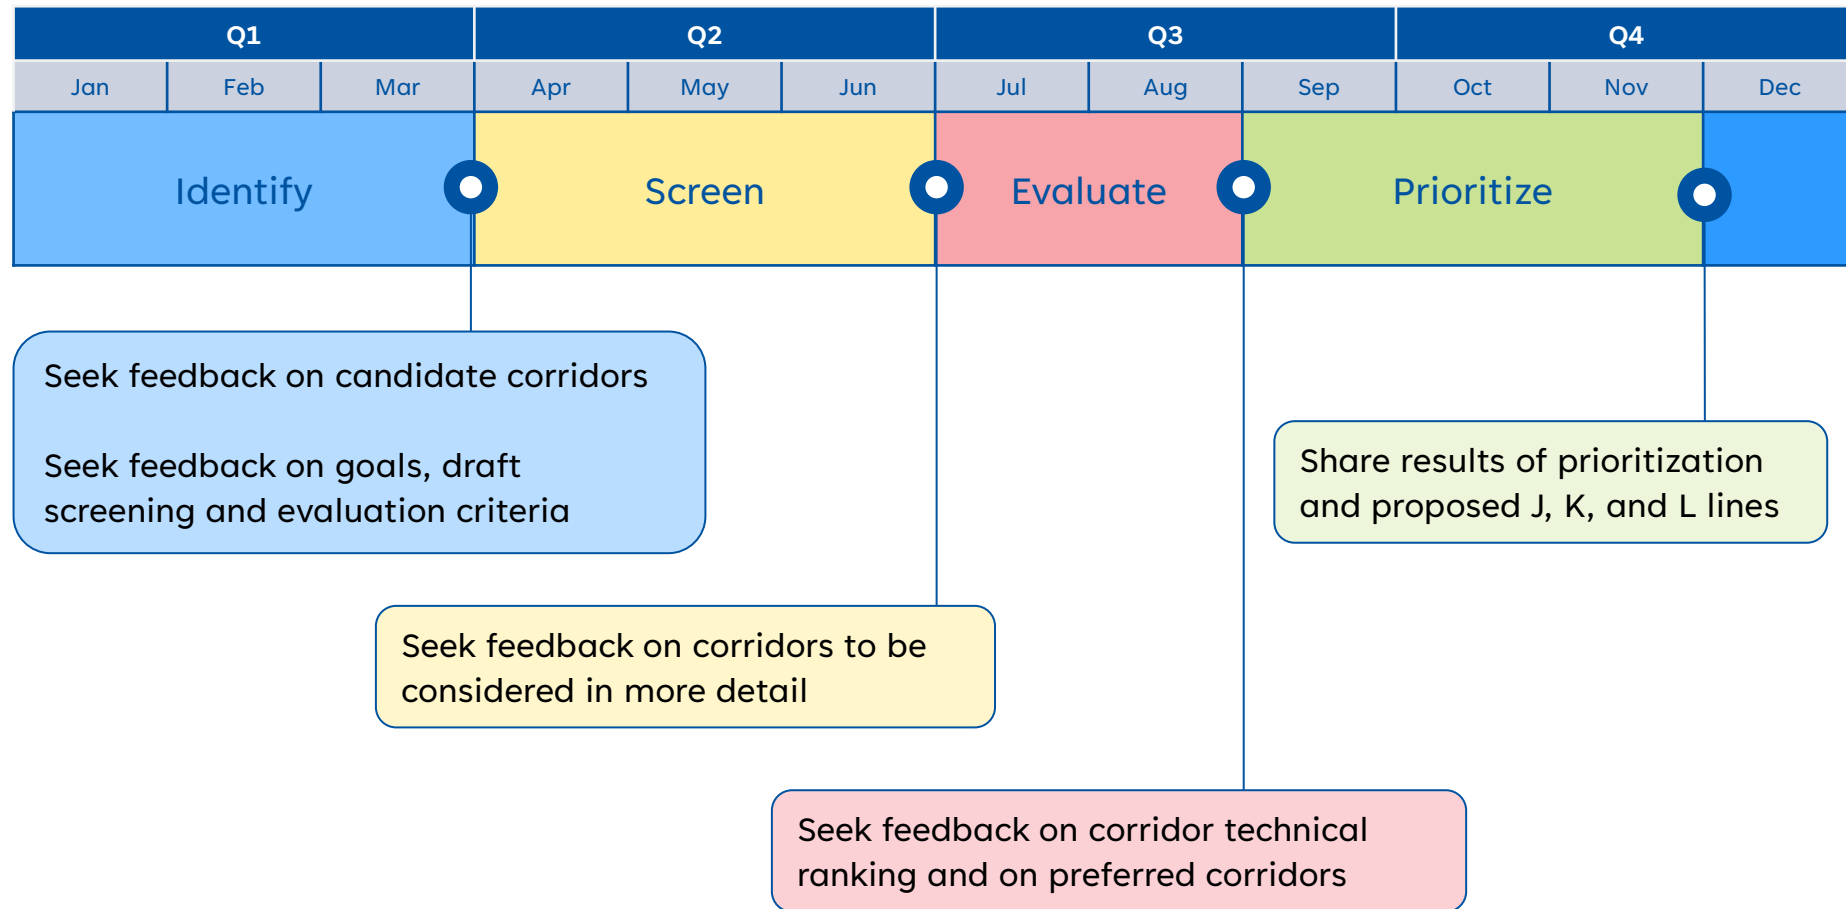 Q1 Q2 Q3 Q4
Jan Feb Mar Apr May Jun Jul Aug Sep Oct Nov Dec
Identify Screen Evaluate Prioritize
Seek feedback on candidate corridors
Seek feedback on goals, draft
screening and evaluation criteria
Share results of prioritization
and proposed J, K, and L lines
Seek feedback on corridors to be
considered in more detail
Seek feedback on corridor technical
ranking and on preferred corridors